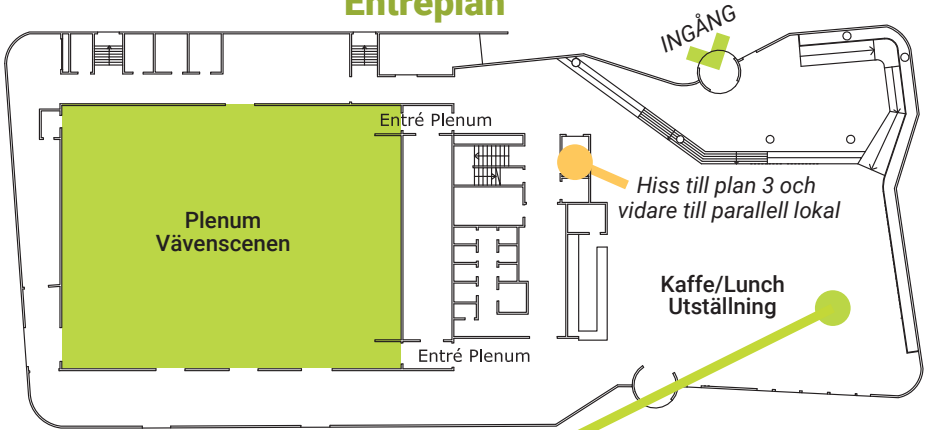 Entréplan
INGÅNG
Entré Plenum
Hiss till plan 3 och
vidare till parallell lokal
Plenum
Vävenscenen
Kaffe/Lunch
Utställning
Entré Plenum